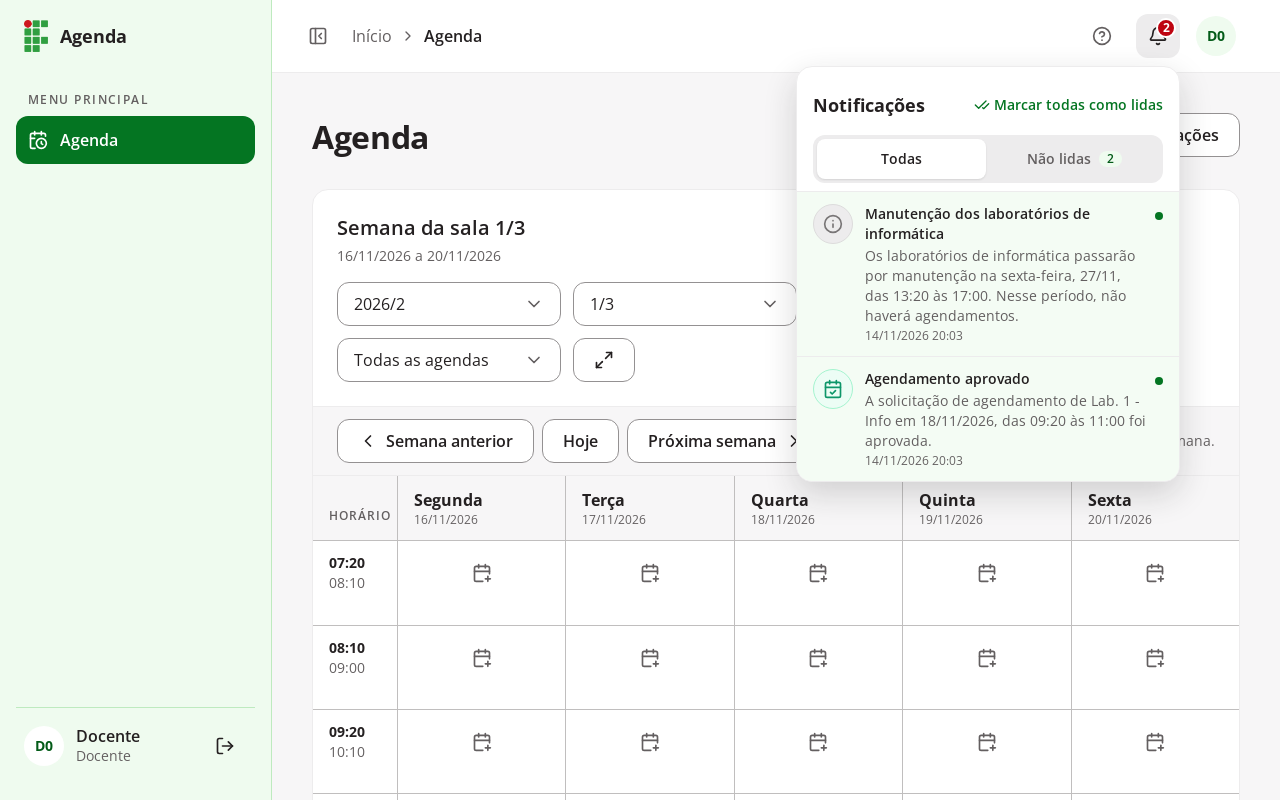 Agenda
MENU PRINCIPAL
Agenda
D0
Docente
Docente
Início
Agenda
2
D0
Agenda
ações
Notificações
Marcar todas como lidas
Todas
Não lidas 2
Manutenção dos laboratórios de
informática
Os laboratórios de informática passarão
por manutenção na sexta-feira, 27/11,
das 13:20 às 17:00. Nesse período, não
haverá agendamentos.
14/11/2026 20:03
Agendamento aprovado
A solicitação de agendamento de Lab. 1 -
Info em 18/11/2026, das 09:20 às 11:00 foi
aprovada.
14/11/2026 20:03
Semana da sala 1/3
16/11/2026 a 20/11/2026
2026/2
1/3
Todas as agendas
Semana anterior
Hoje
Próxima semana
mana.
HORÁRIO
Segunda
16/11/2026
Terça
17/11/2026
Quarta
18/11/2026
Quinta
19/11/2026
Sexta
20/11/2026
07:20
08:10
08:10
09:00
09:20
10:10